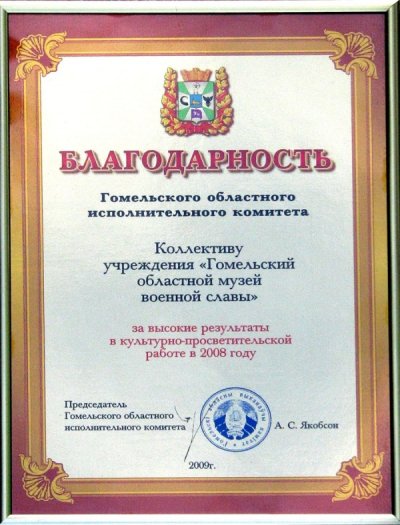 БЛАГОДАРНОСТЬ
Гомельского областного
исполнительного комитета
Коллективу
учреждения «Гомельский
областной музей
военной славы»
за высокие результаты
в культурно-просветительской
работе в 2008 году
Председатель
Гомельского областного
исполнительного комитета
А. С. Якобсон
2009г.